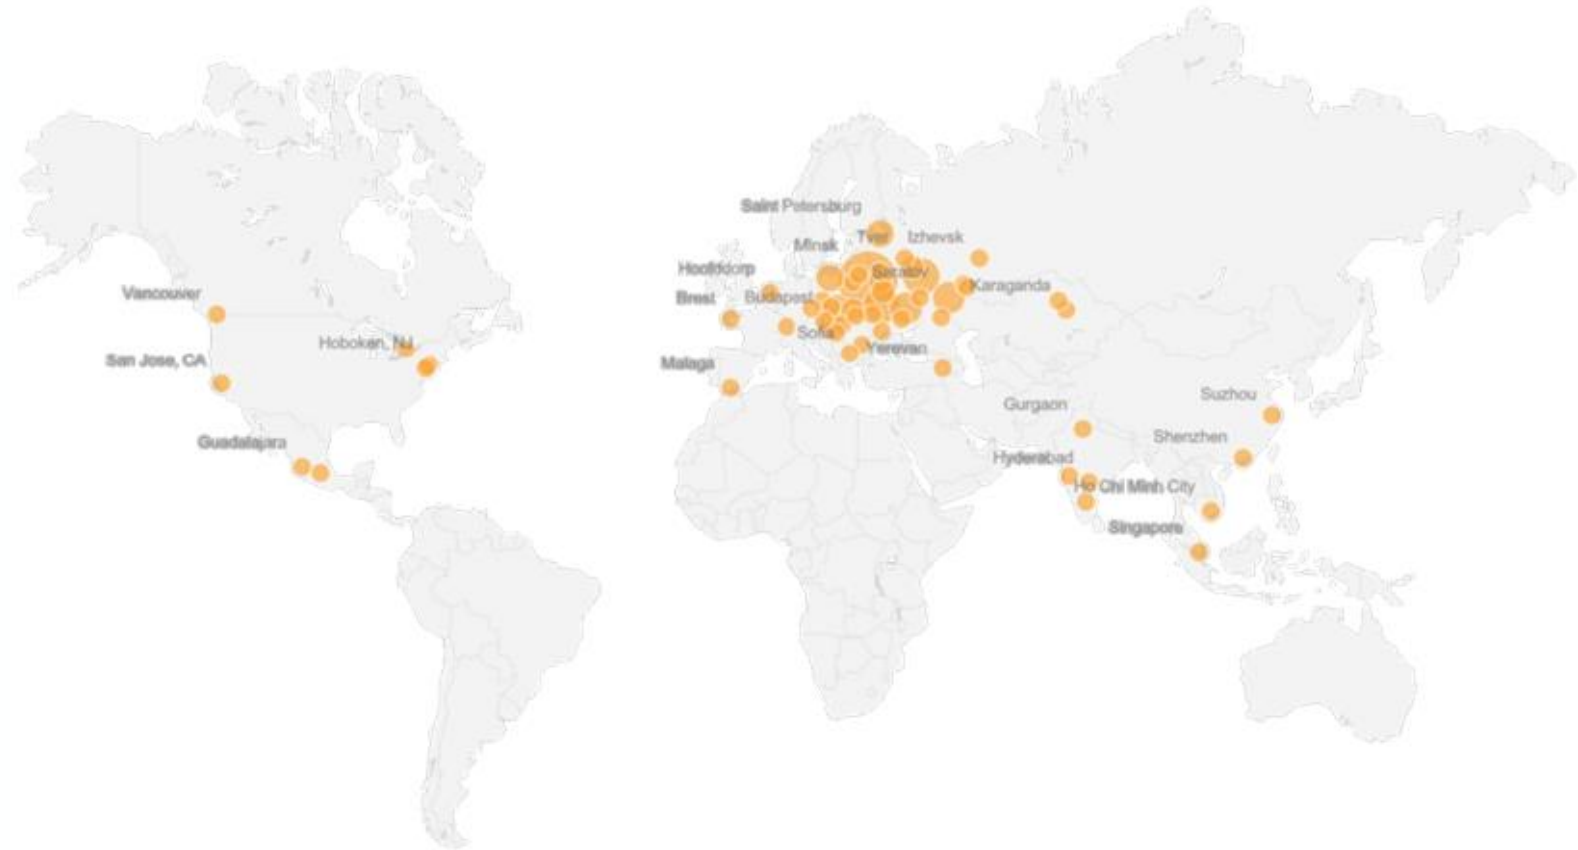 Saint Petersburg
Minsk
Tver
Izhevsk
Hoofddorp
Saratov
Brest
Budapest
Karaganda
Vancouver
Hoboken, NJ
Sofia
Yerevan
San Jose, CA
Malaga
Suzhou
Gurgaon
Guadalajara
Shenzhen
Hyderabad
Ho Chi Minh City
Singapore